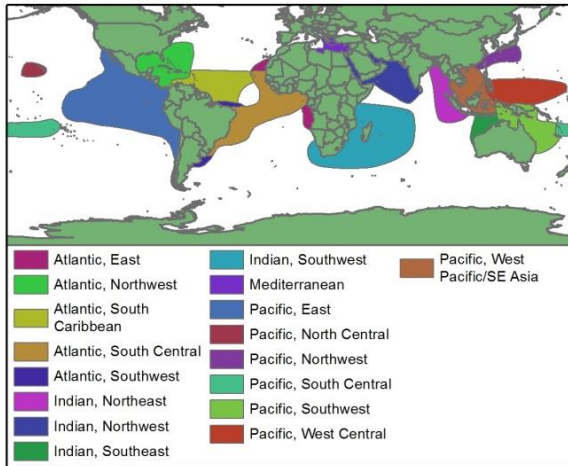 Atlantic, East
Atlantic, Northwest
Atlantic, South
Caribbean
Atlantic, South Central
Atlantic, Southwest
Indian, Northeast
Indian, Northwest
Indian, Southeast
Indian, Southwest
Mediterranean
Pacific, East
Pacific, North Central
Pacific, Northwest
Pacific, South Central
Pacific, Southwest
Pacific, West Central
Pacific, West
Pacific/SE Asia